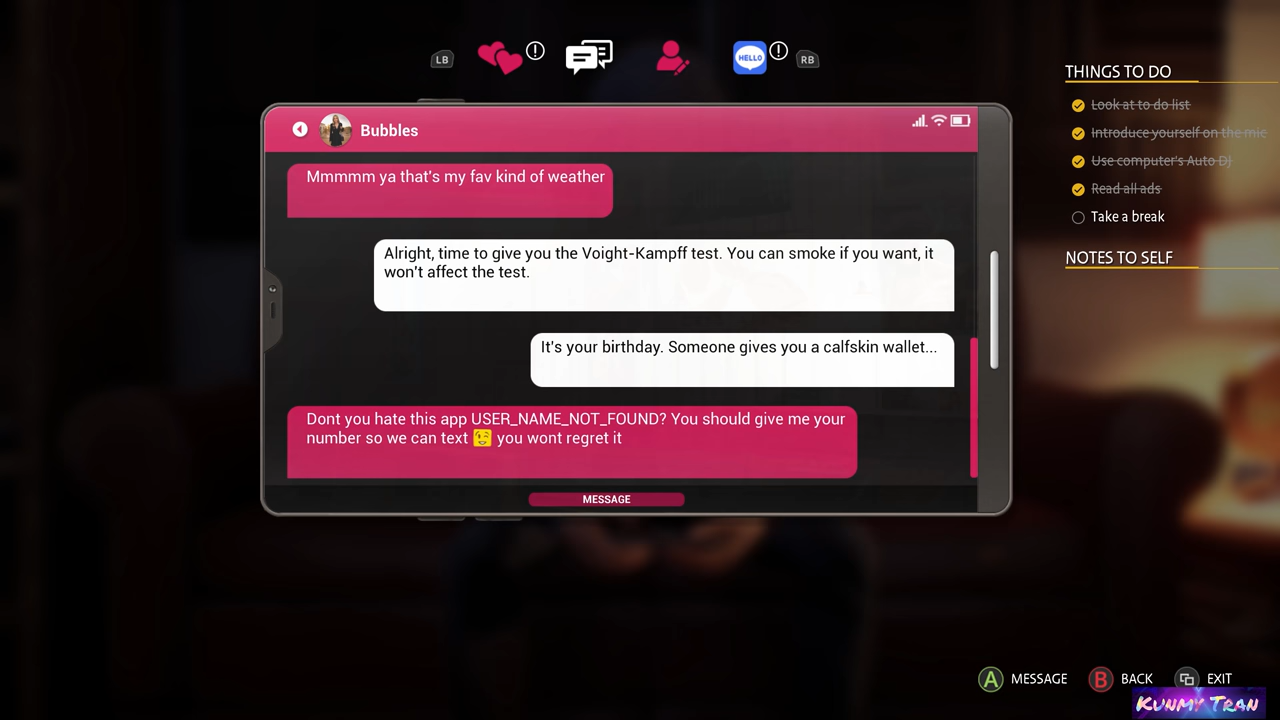 LB
HELLO
RB
THINGS TO DO
Look at to do list
Introduce yourself on the mic
Use computer's Auto DJ
Read all ads
Take a break
NOTES TO SELF
Bubbles
Mmmmm ya that's my fav kind of weather
Alright, time to give you the Voight-Kampff test. You can smoke if you want, it
won't affect the test.
It's your birthday. Someone gives you a calfskin wallet...
Dont you hate this app USER_NAME_NOT_FOUND? You should give me your
number so we can text 😉 you wont regret it
MESSAGE
A MESSAGE B BACK EXIT
Kunmy Tran